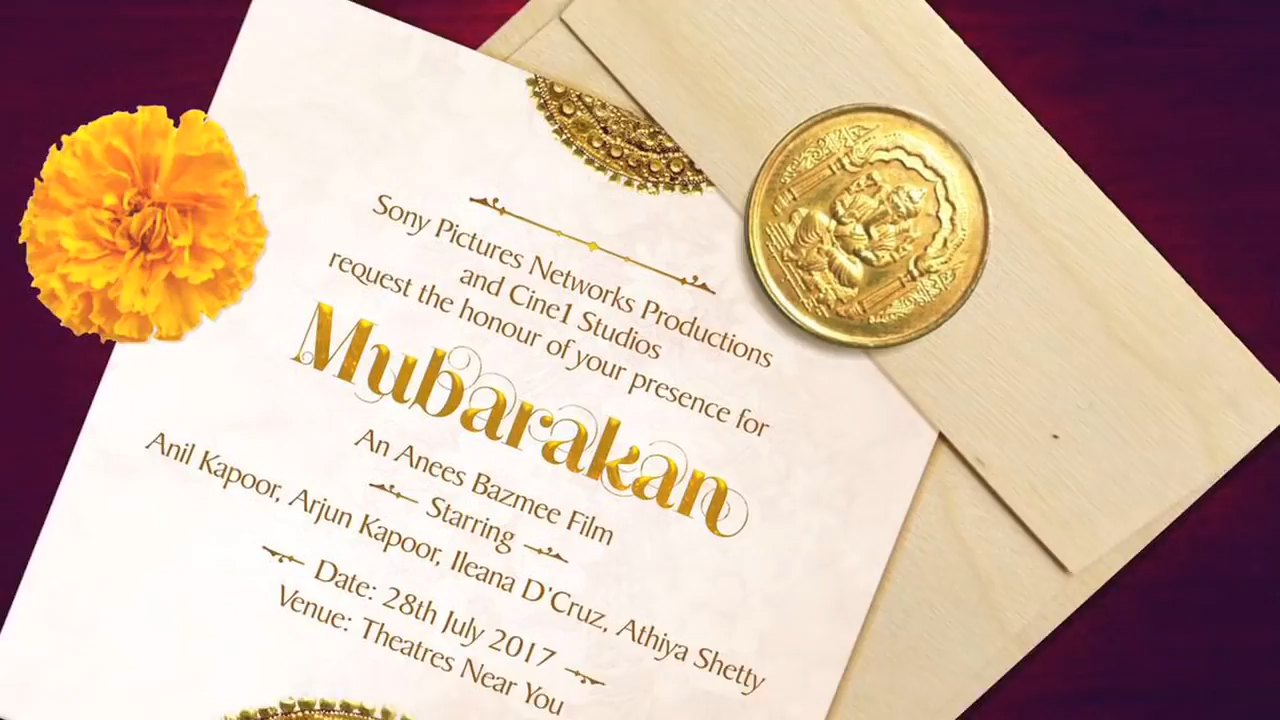 Sony Pictures Networks Productions
and Cine1 Studios
request the honour of your presence for
Mubarakan
An Anees Bazmee Film
Starring
Anil Kapoor, Arjun Kapoor, Ileana D'Cruz, Athiya Shetty
Date: 28th July 2017
Venue: Theatres Near You